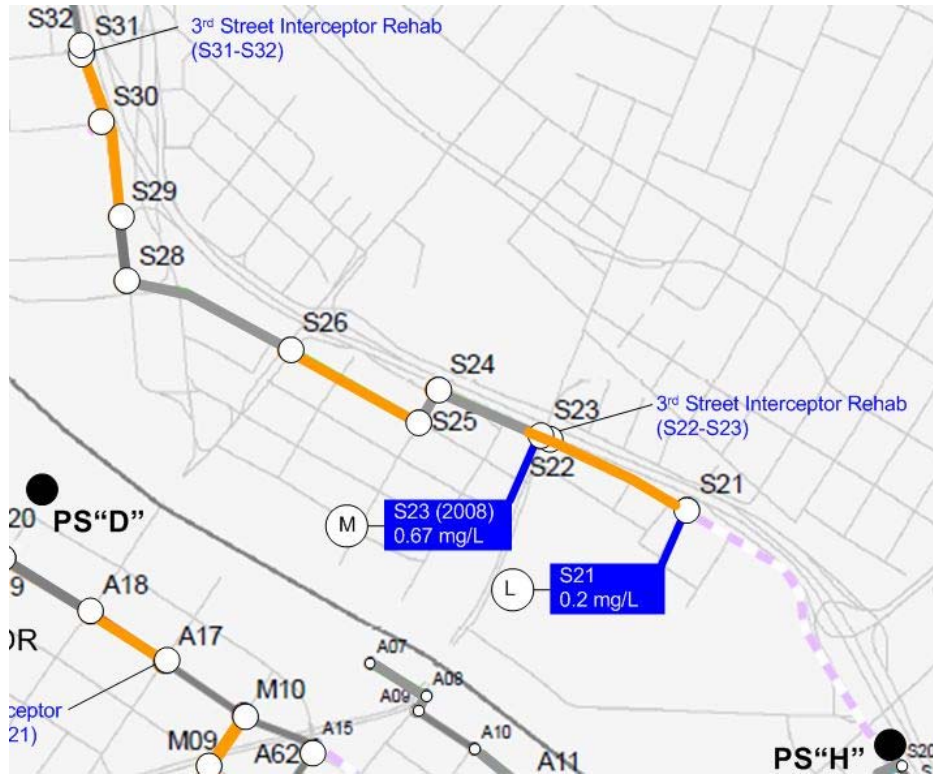 S32
S31
3rd Street Interceptor Rehab
(S31-S32)
S30
S29
S28
S26
S24
S25
S23
3rd Street Interceptor Rehab
(S22-S23)
S22
S21
M
S23 (2008)
0.67 mg/L
L
S21
0.2 mg/L
PS“D”
20
9
A18
OR
A17
ceptor
21)
M10
M09
A62
A15
A07
A08
A09
A10
A11
PS“H”
S20
S